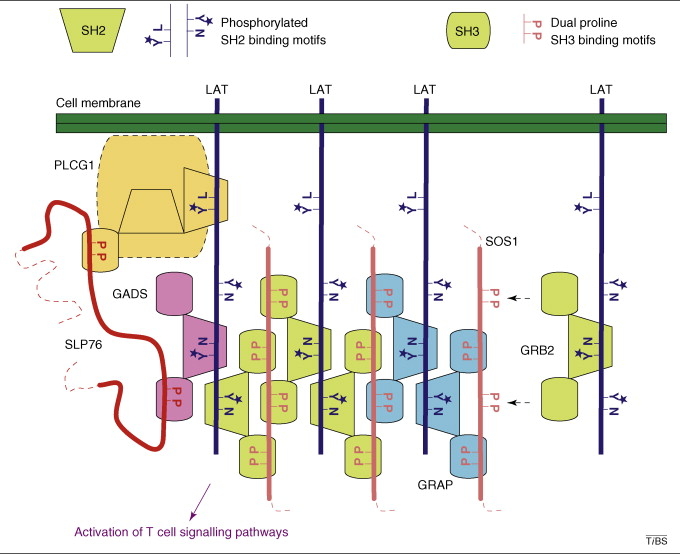 SH2
Y L
Y N
Phosphorylated
SH2 binding motifs
SH3
P P
Dual proline
SH3 binding motifs
LAT
LAT
LAT
LAT
Cell membrane
PLCG1
Y L
Y L
Y L
Y L
SOS1
P P
GADS
Y N
P P
Y N
P P
Y N
P P
Y N
SLP76
Y N
P P
Y N
P P
Y N
P P
GRB2
Y N
P P
Y N
P P
Y N
P P
Y N
P P
Y N
P P
P P
P P
GRAP
Activation of T cell signalling pathways
T/BS